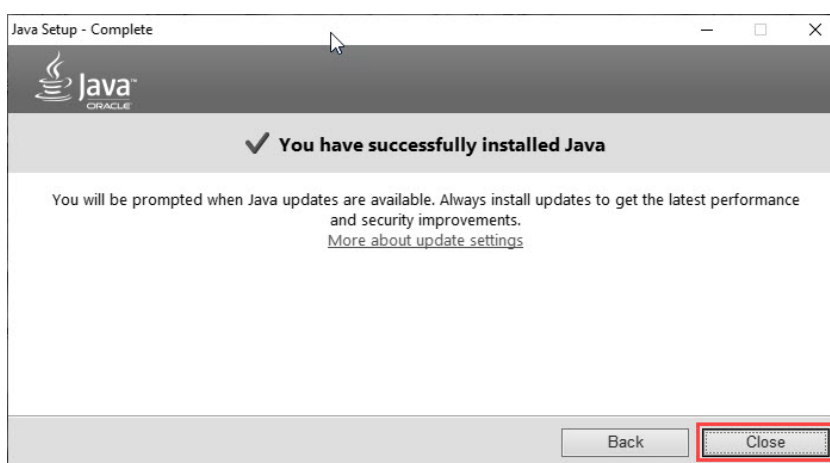 Java Setup - Complete
Java™
ORACLE
You have successfully installed Java
You will be prompted when Java updates are available. Always install updates to get the latest performance
and security improvements.
More about update settings
Back
Close